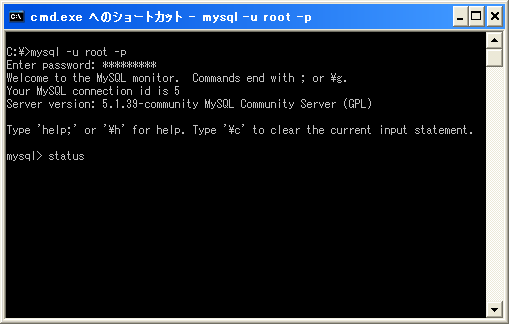 cmd.exe へのショートカット - mysql -u root -p
C:¥>mysql -u root -p
Enter password: *********
Welcome to the MySQL monitor.  Commands end with ; or ¥g.
Your MySQL connection id is 5
Server version: 5.1.39-community MySQL Community Server (GPL)
Type 'help;' or '¥h' for help. Type '¥c' to clear the current input statement.
mysql> status